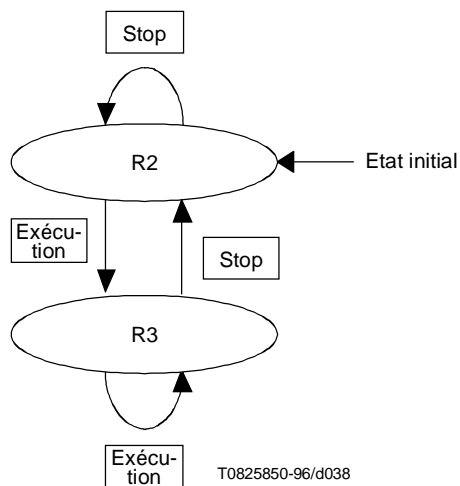 Stop
R2
Etat initial
Exécu-
tion
Stop
R3
Exécu-
tion
T0825850-96/d038